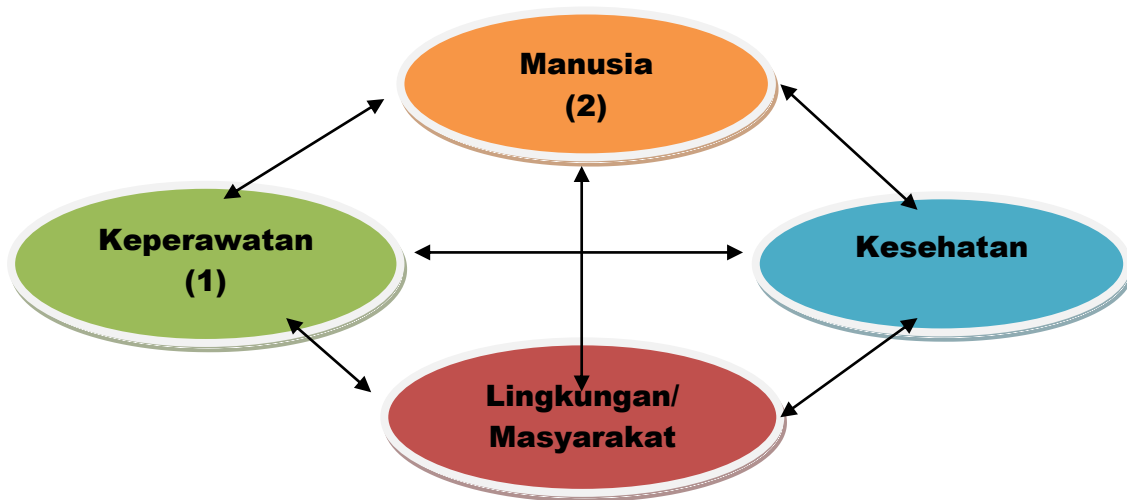 Manusia
(2)
Keperawatan
(1)
Kesehatan
Lingkungan/
Masyarakat